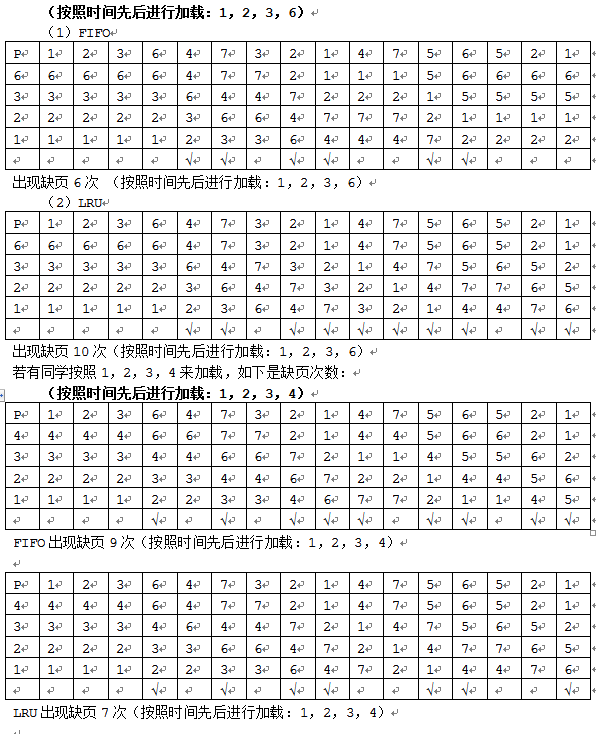 (按照时间先后进行加载：1，2，3，6)
（1）FIFO
P 1 2 3 6 4 7 3 2 1 4 7 5 6 5 2 1
6 6 6 6 6 4 7 7 2 1 1 1 5 6 6 6 6
3 3 3 3 3 6 4 4 7 2 2 2 1 5 5 5 5
2 2 2 2 2 3 6 6 4 7 7 7 2 1 1 1 1
1 1 1 1 1 2 3 3 6 4 4 4 7 2 2 2 2
√ √ √ √ √ √
出现缺页 6 次 （按照时间先后进行加载：1，2，3，6）
（2）LRU
P 1 2 3 6 4 7 3 2 1 4 7 5 6 5 2 1
6 6 6 6 6 4 7 3 2 1 4 7 5 6 5 2 1
3 3 3 3 3 6 4 7 3 2 1 4 7 5 6 5 2
2 2 2 2 2 3 6 4 7 3 2 1 4 7 7 6 5
1 1 1 1 1 2 3 6 4 7 3 2 1 4 4 7 6
√ √ √ √ √ √ √ √ √ √
出现缺页 10 次（按照时间先后进行加载：1，2，3，6）
若有同学按照 1，2，3，4 来加载，如下是缺页次数：
（按照时间先后进行加载：1，2，3，4）
P 1 2 3 6 4 7 3 2 1 4 7 5 6 5 2 1
4 4 4 4 6 6 7 7 2 1 4 4 5 6 6 2 1
3 3 3 3 4 4 6 6 7 2 1 1 4 5 5 6 2
2 2 2 2 3 3 4 4 6 7 2 2 1 4 4 5 6
1 1 1 1 2 2 3 3 4 6 7 7 2 1 1 4 5
√ √ √ √ √ √ √ √ √
FIFO 出现缺页 9 次（按照时间先后进行加载：1，2，3，4）
P 1 2 3 6 4 7 3 2 1 4 7 5 6 5 2 1
4 4 4 4 6 4 7 7 2 1 4 7 5 6 5 2 1
3 3 3 3 4 6 4 4 7 2 1 4 7 5 6 5 2
2 2 2 2 3 3 6 6 4 7 2 1 4 7 7 6 5
1 1 1 1 2 2 3 3 6 4 7 2 1 4 4 7 6
√ √ √ √ √ √ √
LRU 出现缺页 7 次（按照时间先后进行加载：1，2，3，4）